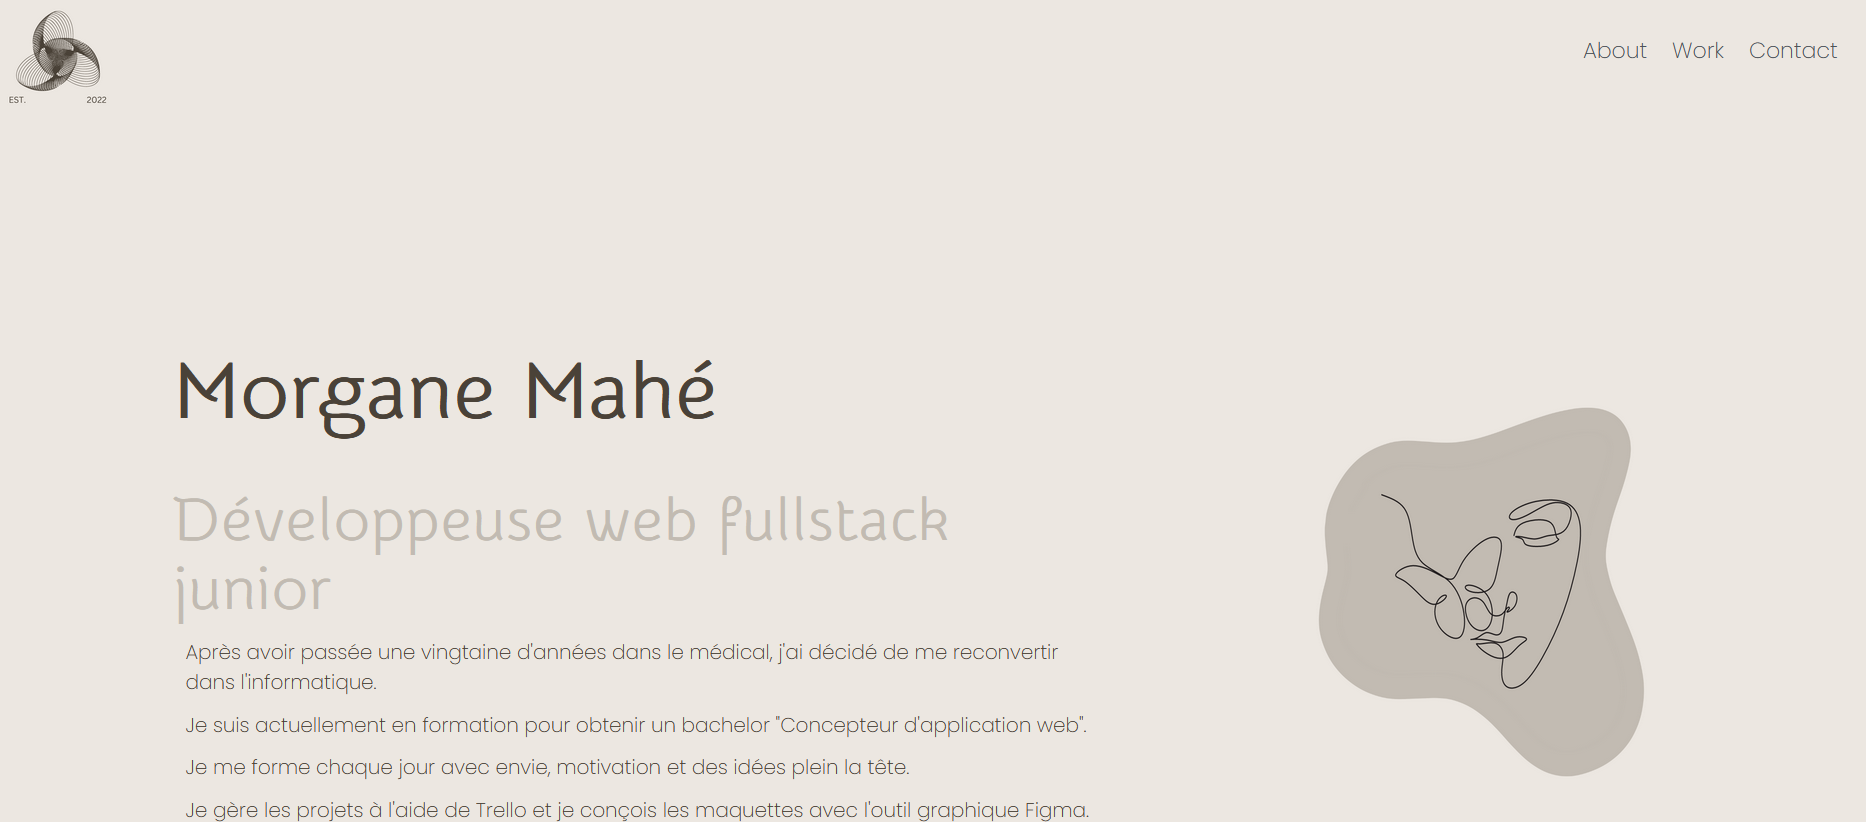 EST. 2022
About Work Contact
Morgane Mahé
Développeuse web fullstack
junior
Après avoir passée une vingtaine d'années dans le médical, j'ai décidé de me reconvertir
dans l'informatique.
Je suis actuellement en formation pour obtenir un bachelor "Concepteur d'application web".
Je me forme chaque jour avec envie, motivation et des idées plein la tête.
Je gère les projets à l'aide de Trello et je conçois les maquettes avec l'outil graphique Figma.